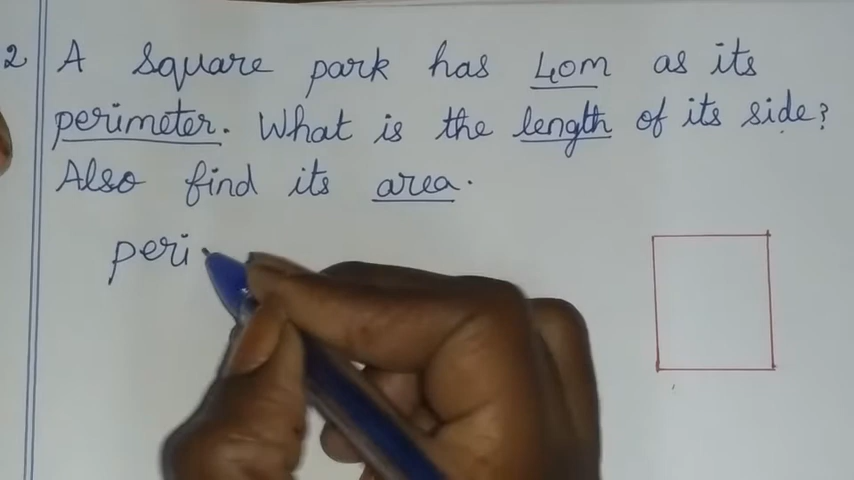 2 A square park has 40m as its
perimeter. What is the length of its side?
Also find its area.
peri